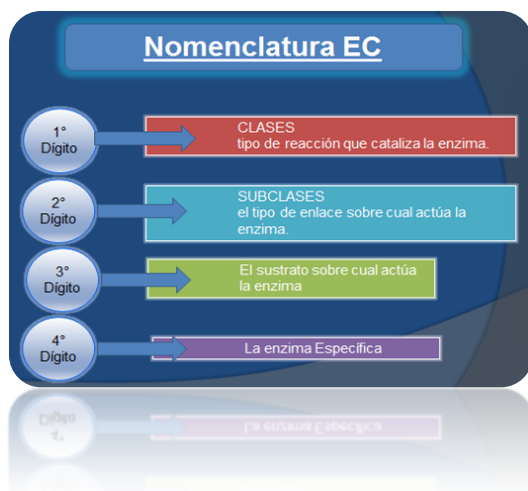 Nomenclatura EC
1°
Dígito
CLASES
tipo de reacción que cataliza la enzima.
2°
Dígito
SUBCLASES
el tipo de enlace sobre cual actúa la
enzima.
3°
Dígito
El sustrato sobre cual actúa
la enzima
4°
Dígito
La enzima Específica